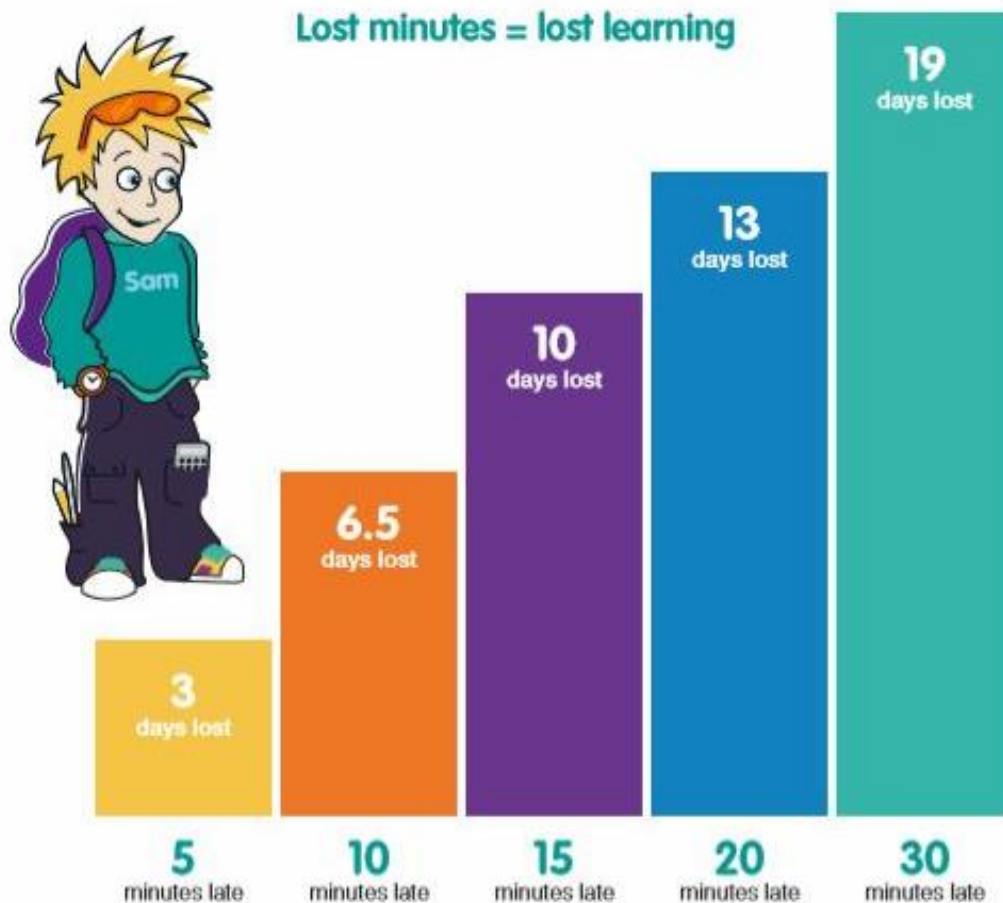 Lost minutes = lost learning
Sam
3
days lost
6.5
days lost
10
days lost
13
days lost
19
days lost
5
minutes late
10
minutes late
15
minutes late
20
minutes late
30
minutes late